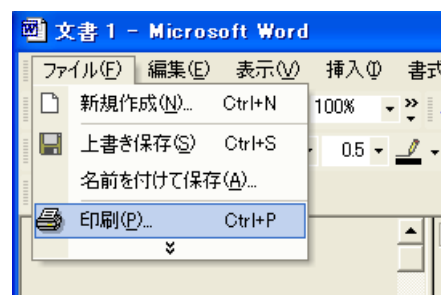 文書 1 - Microsoft Word
ファイル(F) 編集(E) 表示(V) 挿入(I) 書式
新規作成(N)... Ctrl+N
100%
上書き保存(S) Ctrl+S
0.5
名前を付けて保存(A)...
印刷(P)... Ctrl+P